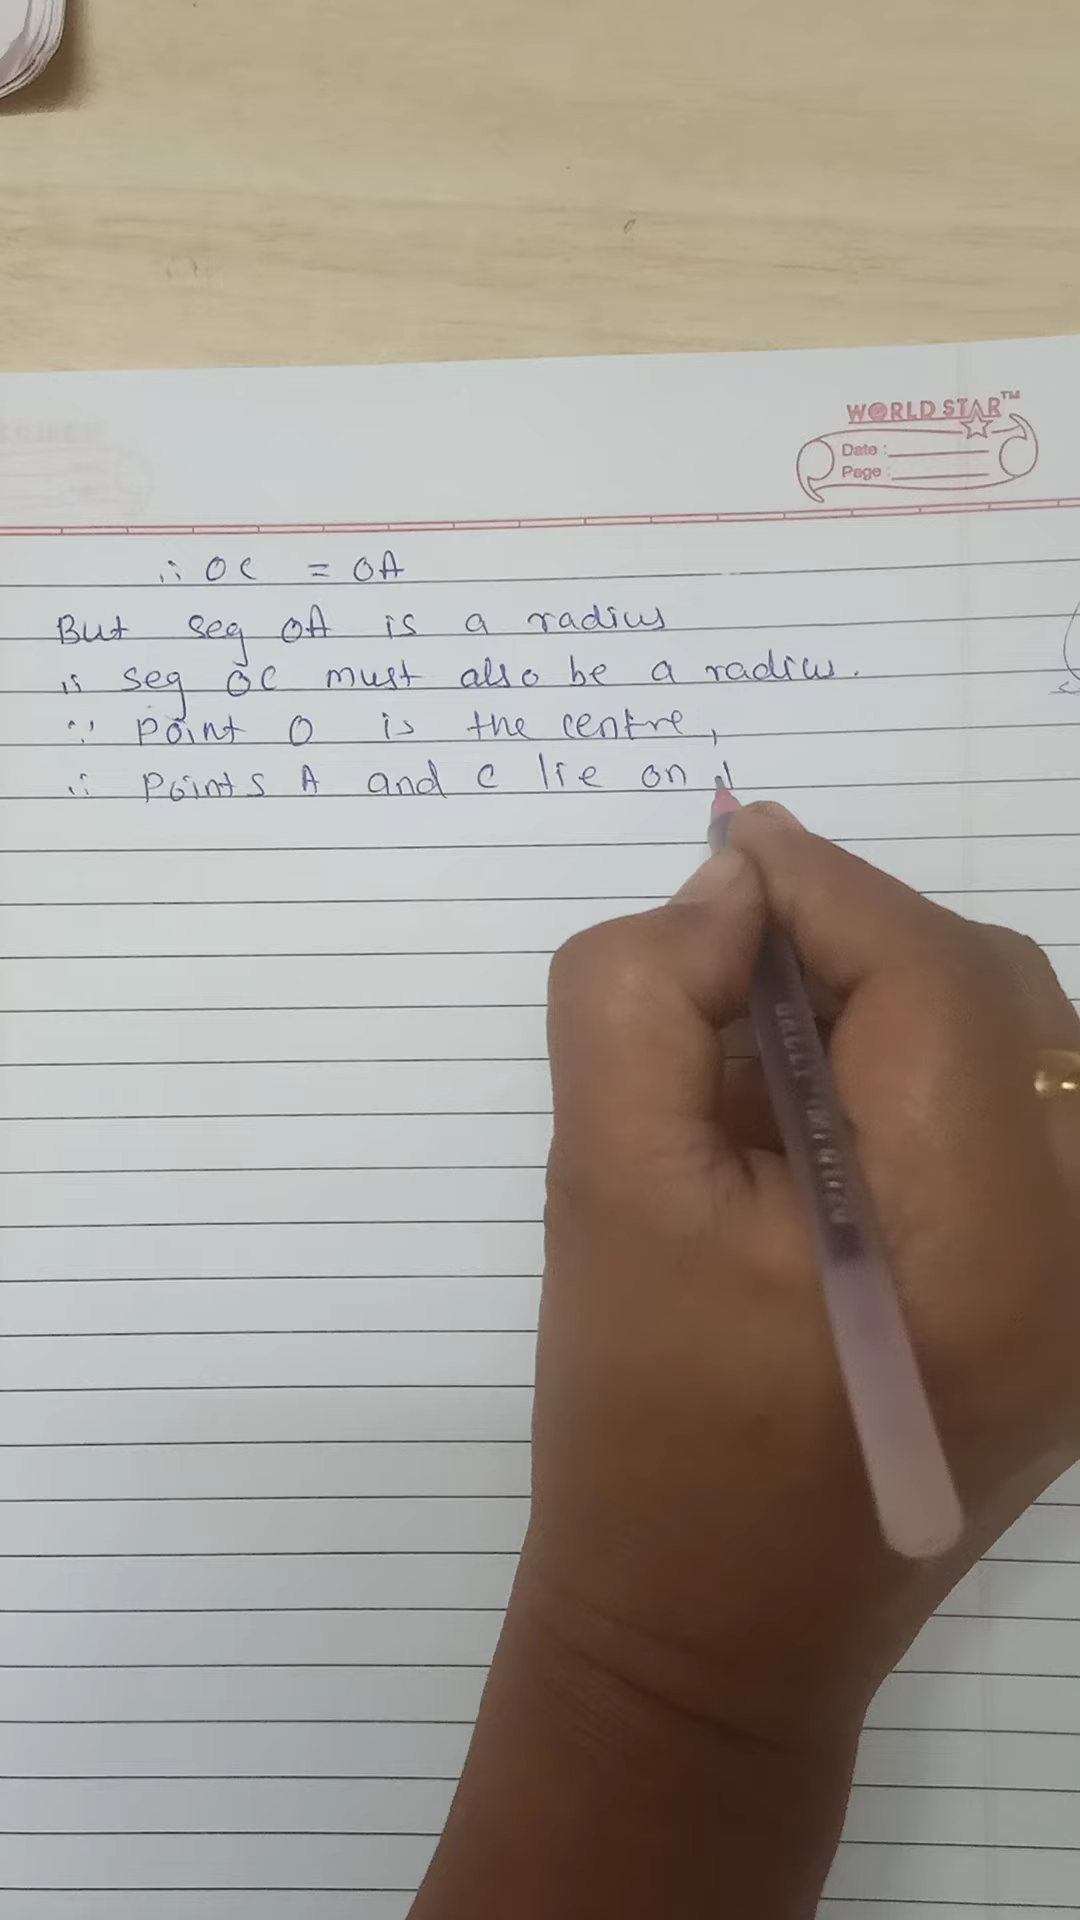 WORLD STAR™
Date :
Page :
∴ OC = OA
But seg OA is a radius
∴ seg OC must also be a radius.
∵ point O is the centre,
∴ Points A and C lie on